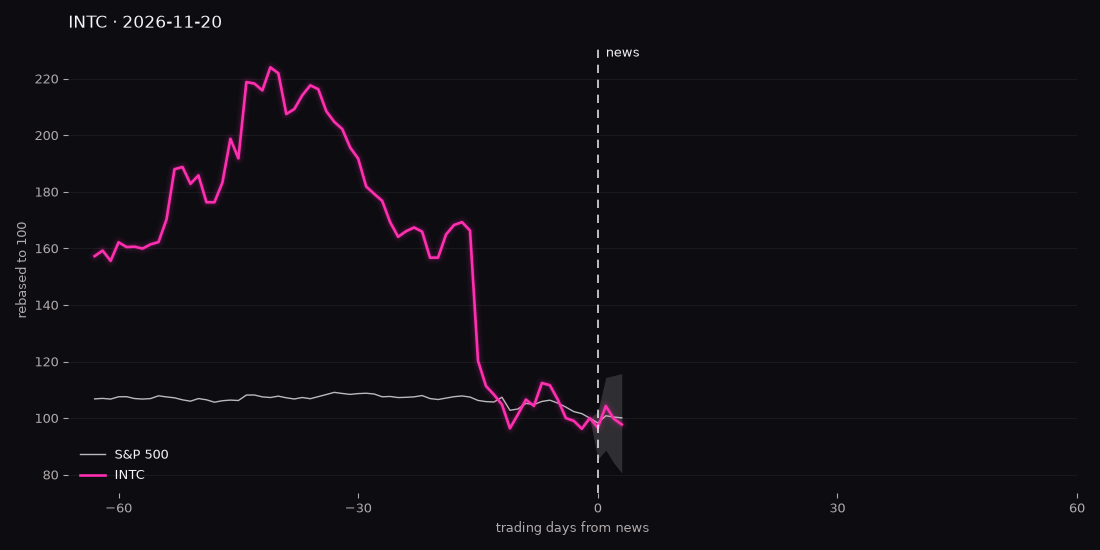 INTC · 2026-11-20
news
rebased to 100
220
200
180
160
140
120
100
80
S&P 500
INTC
−60
−30
0
30
60
trading days from news